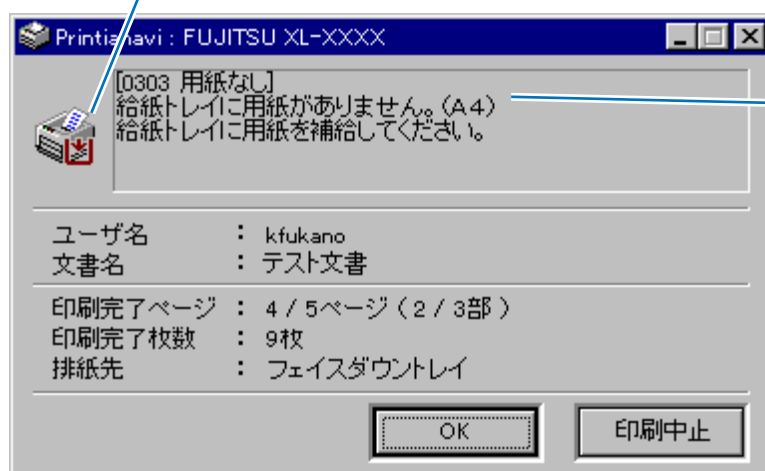 Printianavi : FUJITSU XL-XXXX
[0303 用紙なし]
給紙トレイに用紙がありません。(A4)
給紙トレイに用紙を補給してください。
ユーザ名 : kfukano
文書名 : テスト文書
印刷完了ページ : 4 / 5ページ ( 2 / 3部 )
印刷完了枚数 : 9枚
排紙先 : フェイスダウントレイ
OK 印刷中止